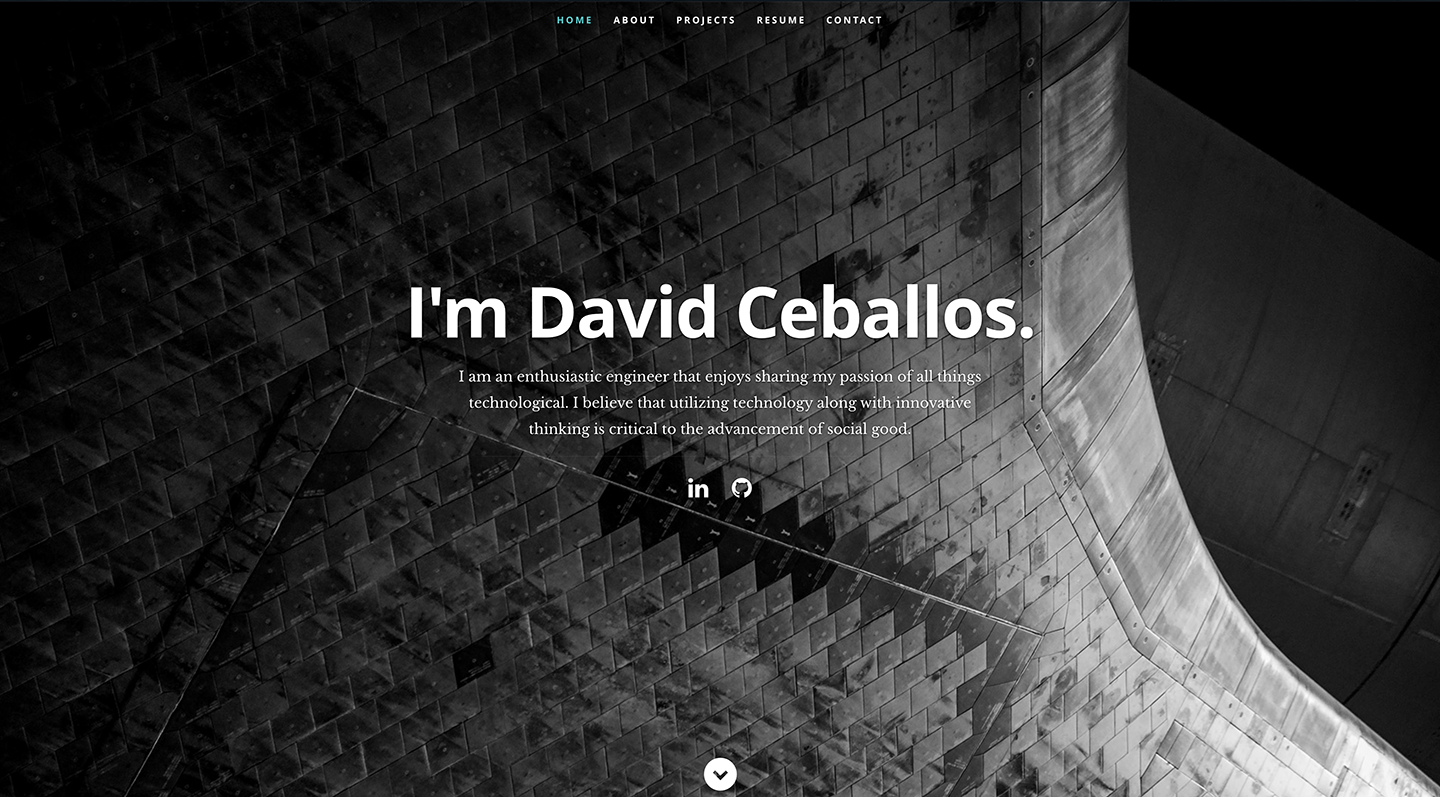 HOME ABOUT PROJECTS RESUME CONTACT
I'm David Ceballos.
I am an enthusiastic engineer that enjoys sharing my passion of all things
technological. I believe that utilizing technology along with innovative
thinking is critical to the advancement of social good.
in